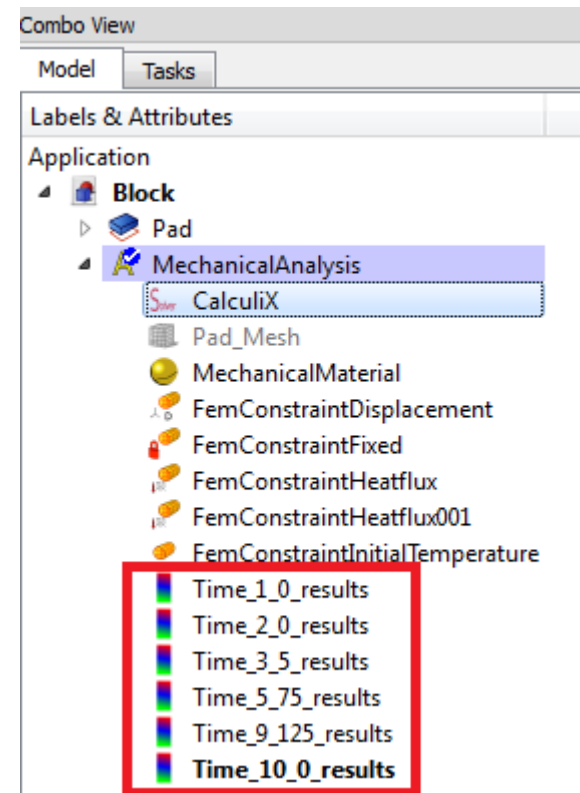 Combo View
Model Tasks
Labels & Attributes
Application
Block
Pad
MechanicalAnalysis
Solver CalculiX
Pad_Mesh
MechanicalMaterial
FemConstraintDisplacement
FemConstraintFixed
FemConstraintHeatflux
FemConstraintHeatflux001
FemConstraintInitialTemperature
Time_1_0_results
Time_2_0_results
Time_3_5_results
Time_5_75_results
Time_9_125_results
Time_10_0_results